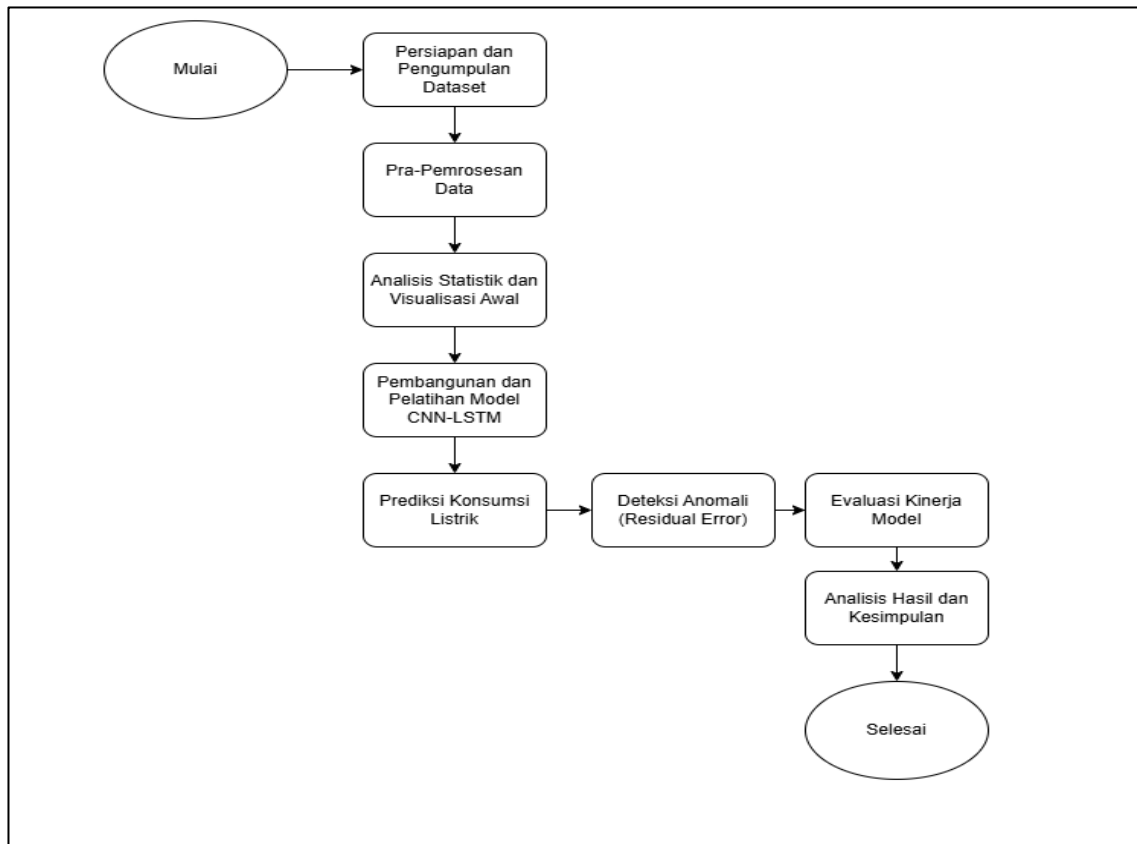 Mulai
Persiapan dan
Pengumpulan
Dataset
Pra-Pemrosesan
Data
Analisis Statistik dan
Visualisasi Awal
Pembangunan dan
Pelatihan Model
CNN-LSTM
Prediksi Konsumsi
Listrik
Deteksi Anomali
(Residual Error)
Evaluasi Kinerja
Model
Analisis Hasil dan
Kesimpulan
Selesai